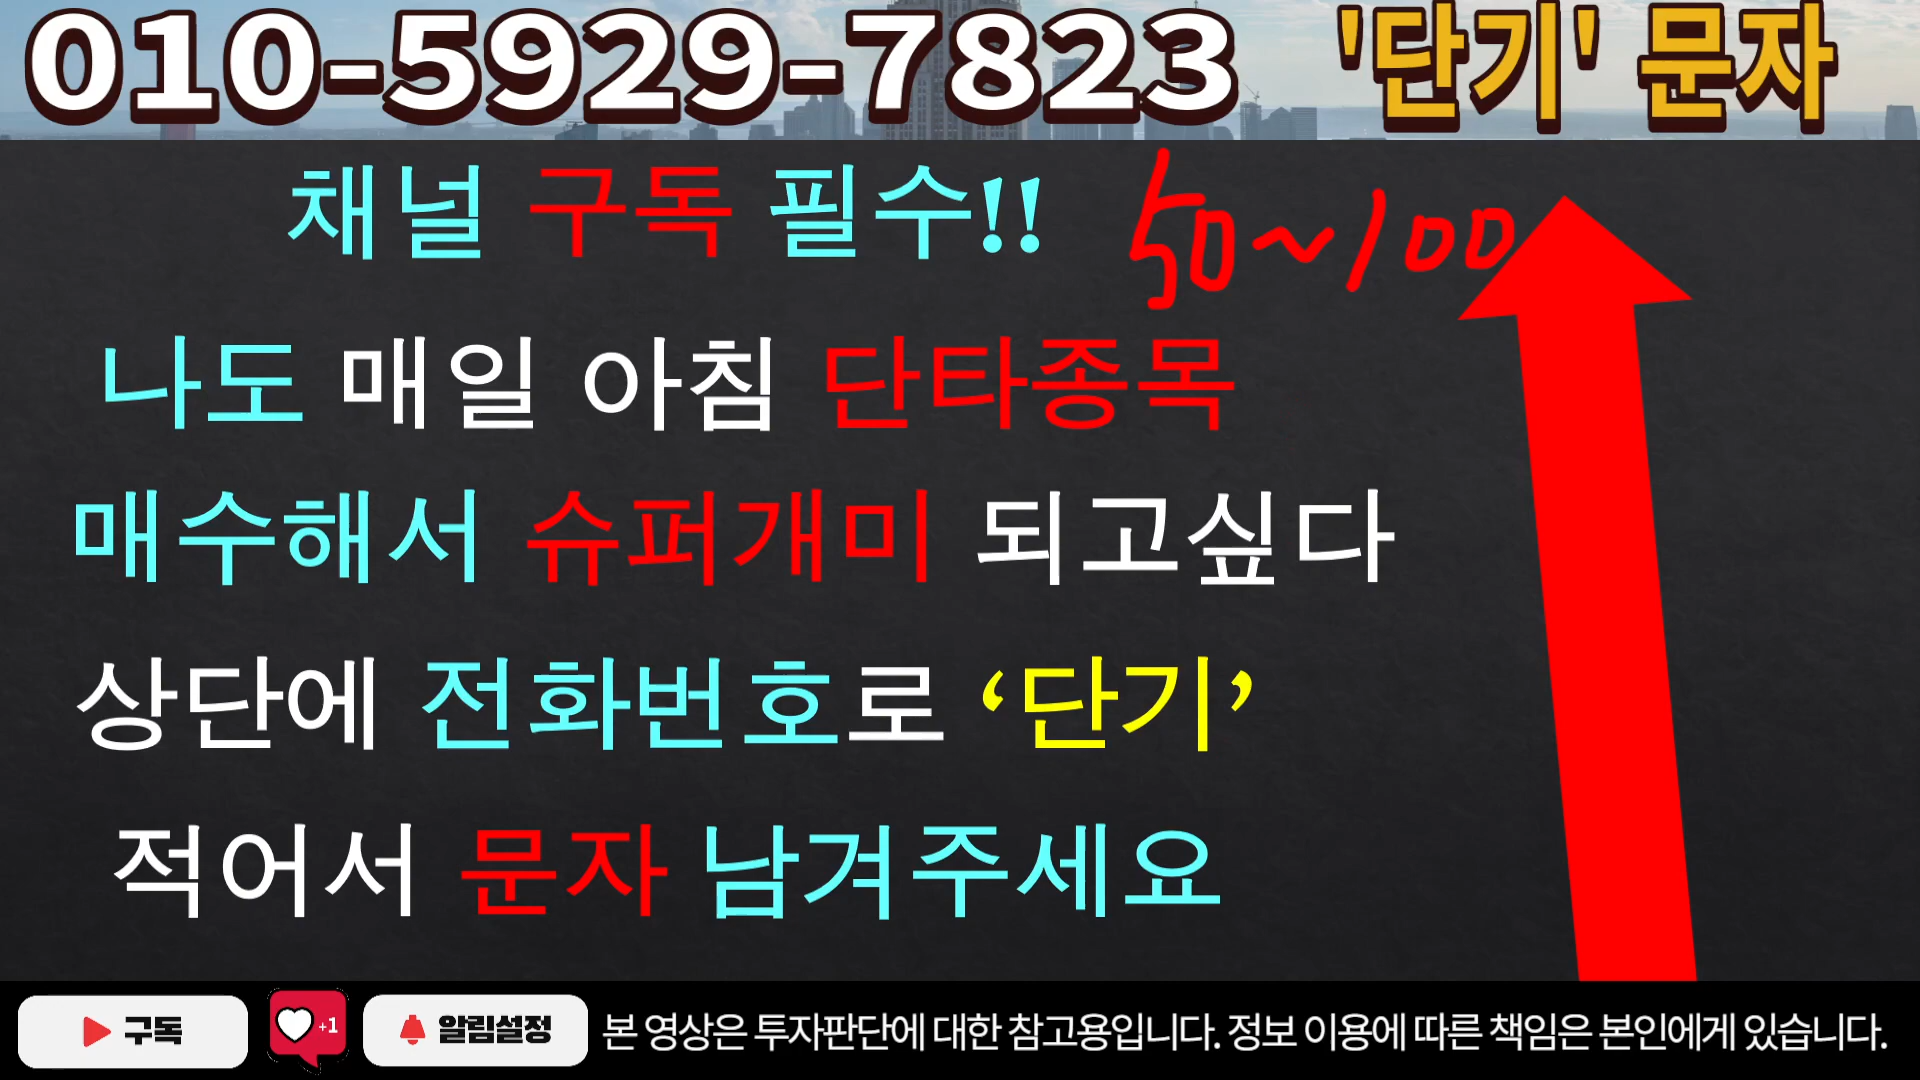 010-5929-7823 '단기' 문자
채널 구독 필수!! 50~100
나도 매일 아침 단타종목
매수해서 슈퍼개미 되고싶다
상단에 전화번호로 ‘단기’
적어서 문자 남겨주세요
구독 +1 알림설정 본 영상은 투자판단에 대한 참고용입니다. 정보 이용에 따른 책임은 본인에게 있습니다.